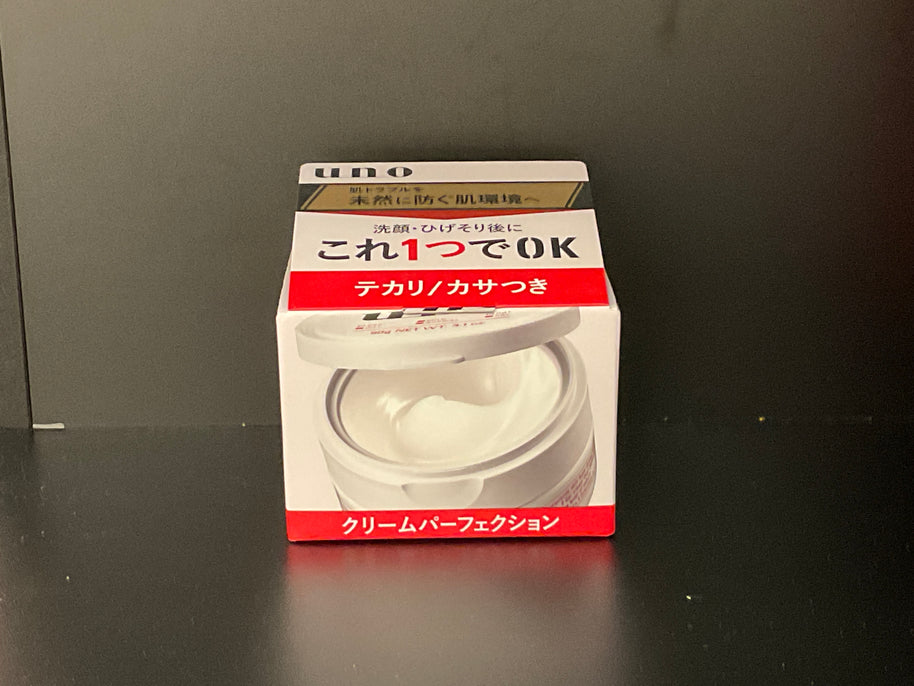 uno
肌トラブルを
未然に防ぐ肌環境へ
洗顔・ひげそり後に
これ1つでOK
テカリ/カサつき
クリームパーフェクション